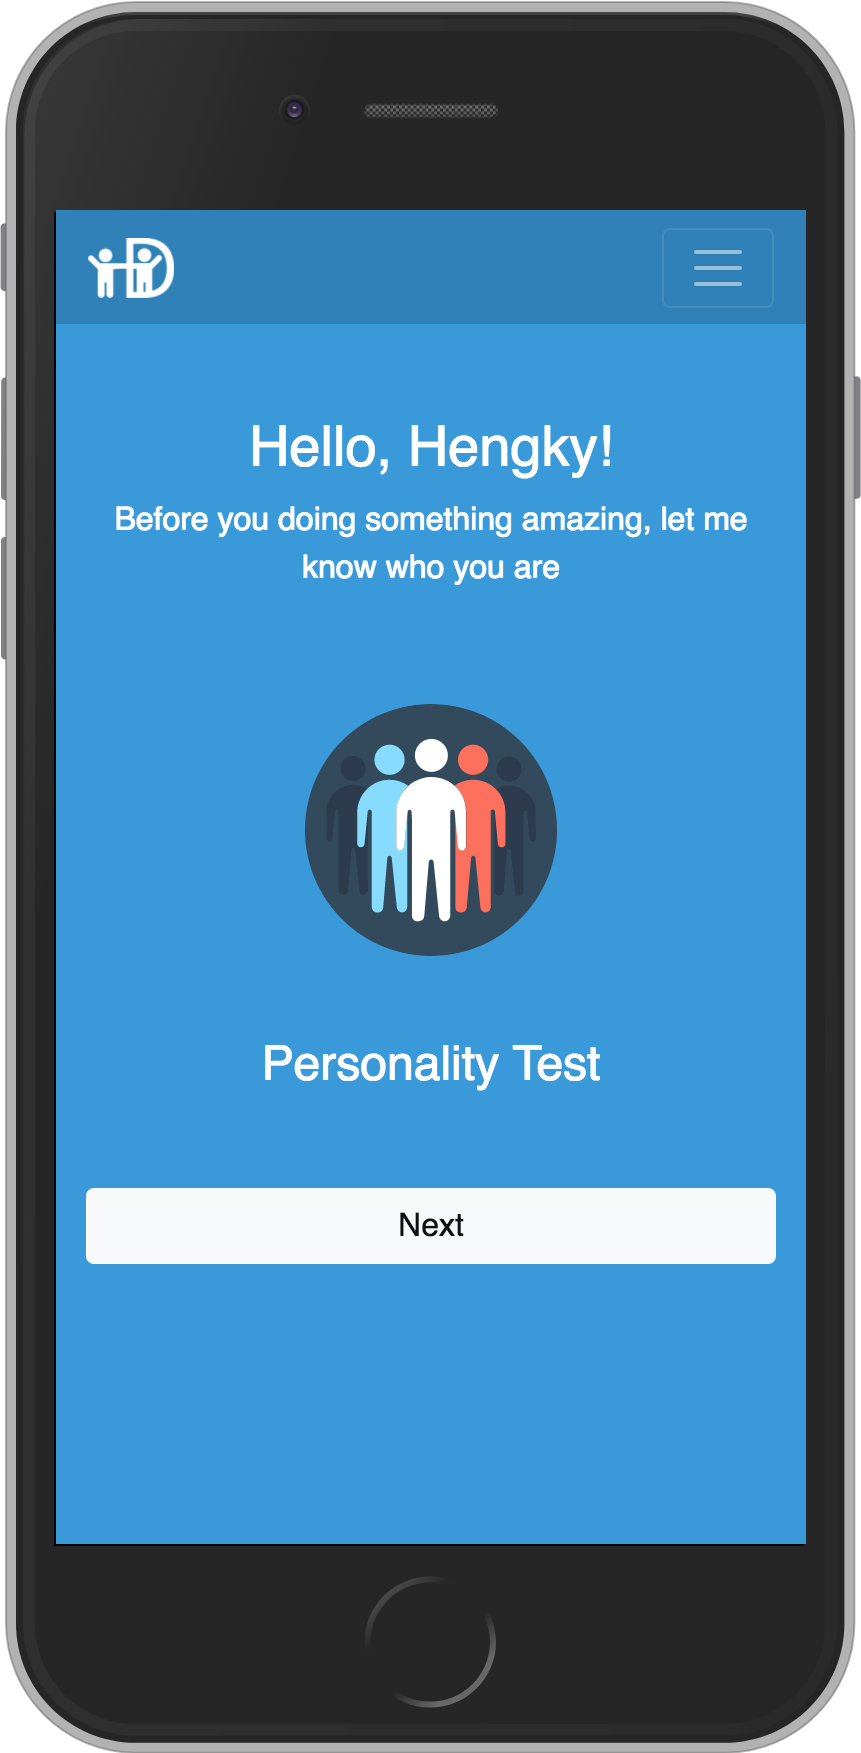 Hello, Hengky!
Before you doing something amazing, let me
know who you are
Personality Test
Next